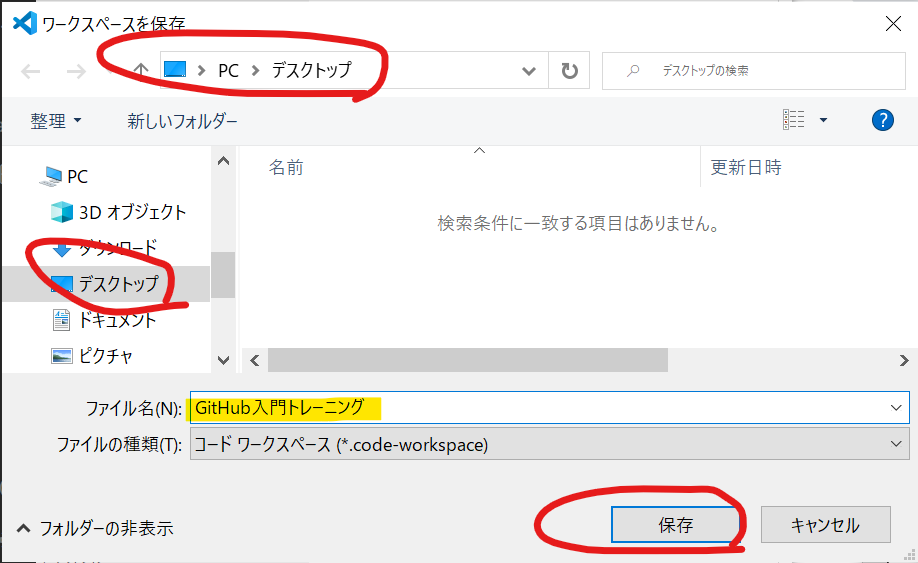 ワークスペースを保存
PC デスクトップ
デスクトップの検索
整理
新しいフォルダー
?
PC
3D オブジェクト
ダウンロード
デスクトップ
ドキュメント
ピクチャ
名前
更新日時
検索条件に一致する項目はありません。
ファイル名(N): GitHub入門トレーニング
ファイルの種類(T): コード ワークスペース (*.code-workspace)
フォルダーの非表示
保存
キャンセル